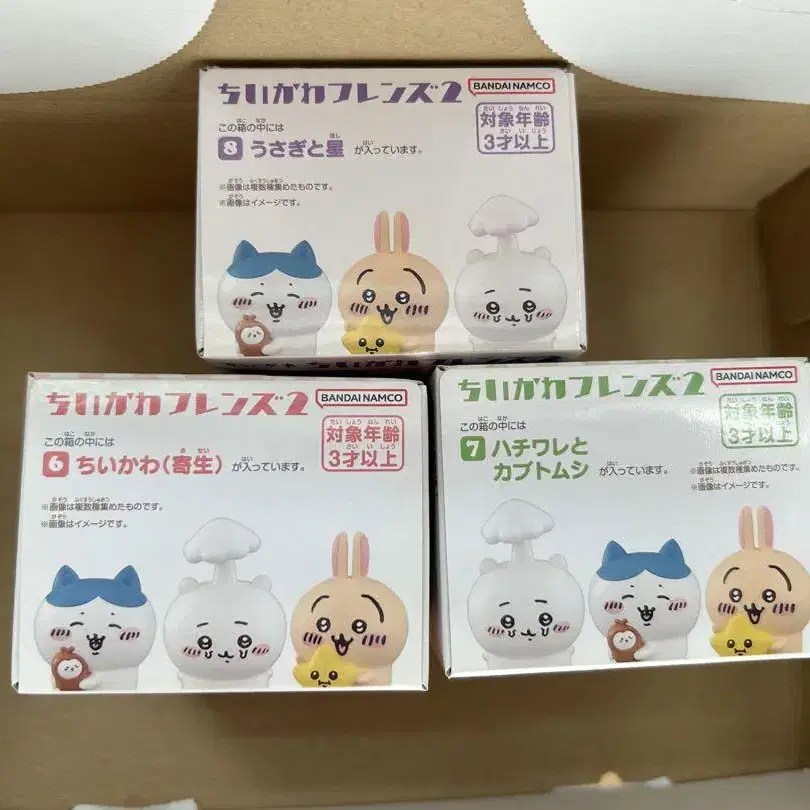 ちいかわフレンズ2
BANDAI NAMCO
対象年齢
3才以上
この箱の中には
8 うさぎと星 が入っています。
※画像は複数種集めたものです。
※画像はイメージです。
ちいかわフレンズ2
BANDAI NAMCO
対象年齢
3才以上
この箱の中には
6 ちいかわ(寄生) が入っています。
※画像は複数種集めたものです。
※画像はイメージです。
ちいかわフレンズ2
BANDAI NAMCO
対象年齢
3才以上
この箱の中には
7 ハチワレと
カブトムシ が入っています。
※画像は複数種集めたものです。
※画像はイメージです。